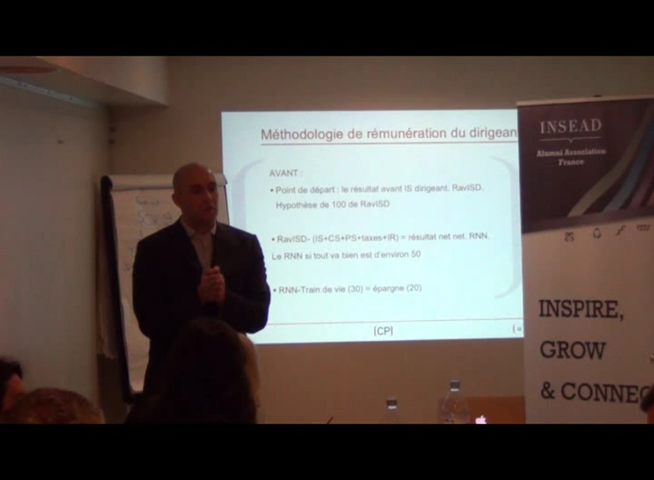 Méthodologie de rémunération du dirigean
AVANT :
• Point de départ : le résultat avant IS dirigeant, RavISD.
Hypothèse de 100 de RavISD
• RavISD- (IS+CS+PS+taxes+IR) = résultat net net. RNN.
Le RNN si tout va bien est d'environ 50
• RNN-Train de vie (30) = épargne (20)
|CP|
INSEAD
Alumni Association
France
INSPIRE,
GROW
& CONNEC